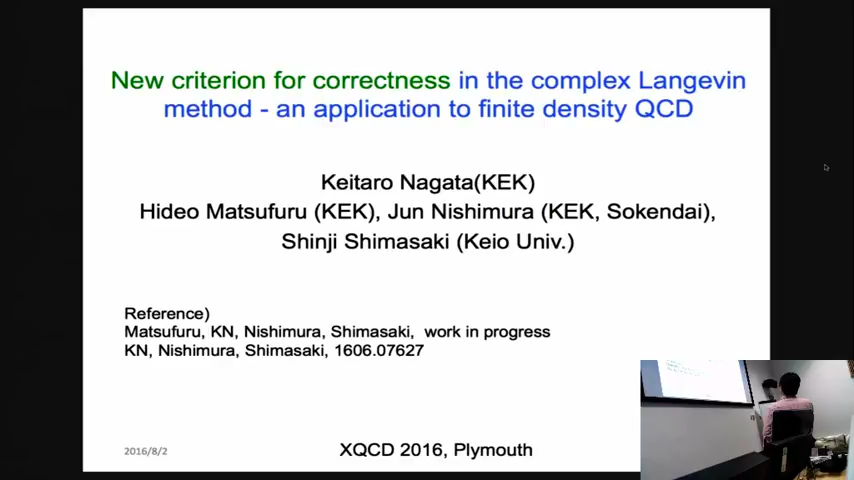 New criterion for correctness in the complex Langevin
method - an application to finite density QCD
Keitaro Nagata(KEK)
Hideo Matsufuru (KEK), Jun Nishimura (KEK, Sokendai),
Shinji Shimasaki (Keio Univ.)
Reference)
Matsufuru, KN, Nishimura, Shimasaki, work in progress
KN, Nishimura, Shimasaki, 1606.07627
2016/8/2
XQCD 2016, Plymouth